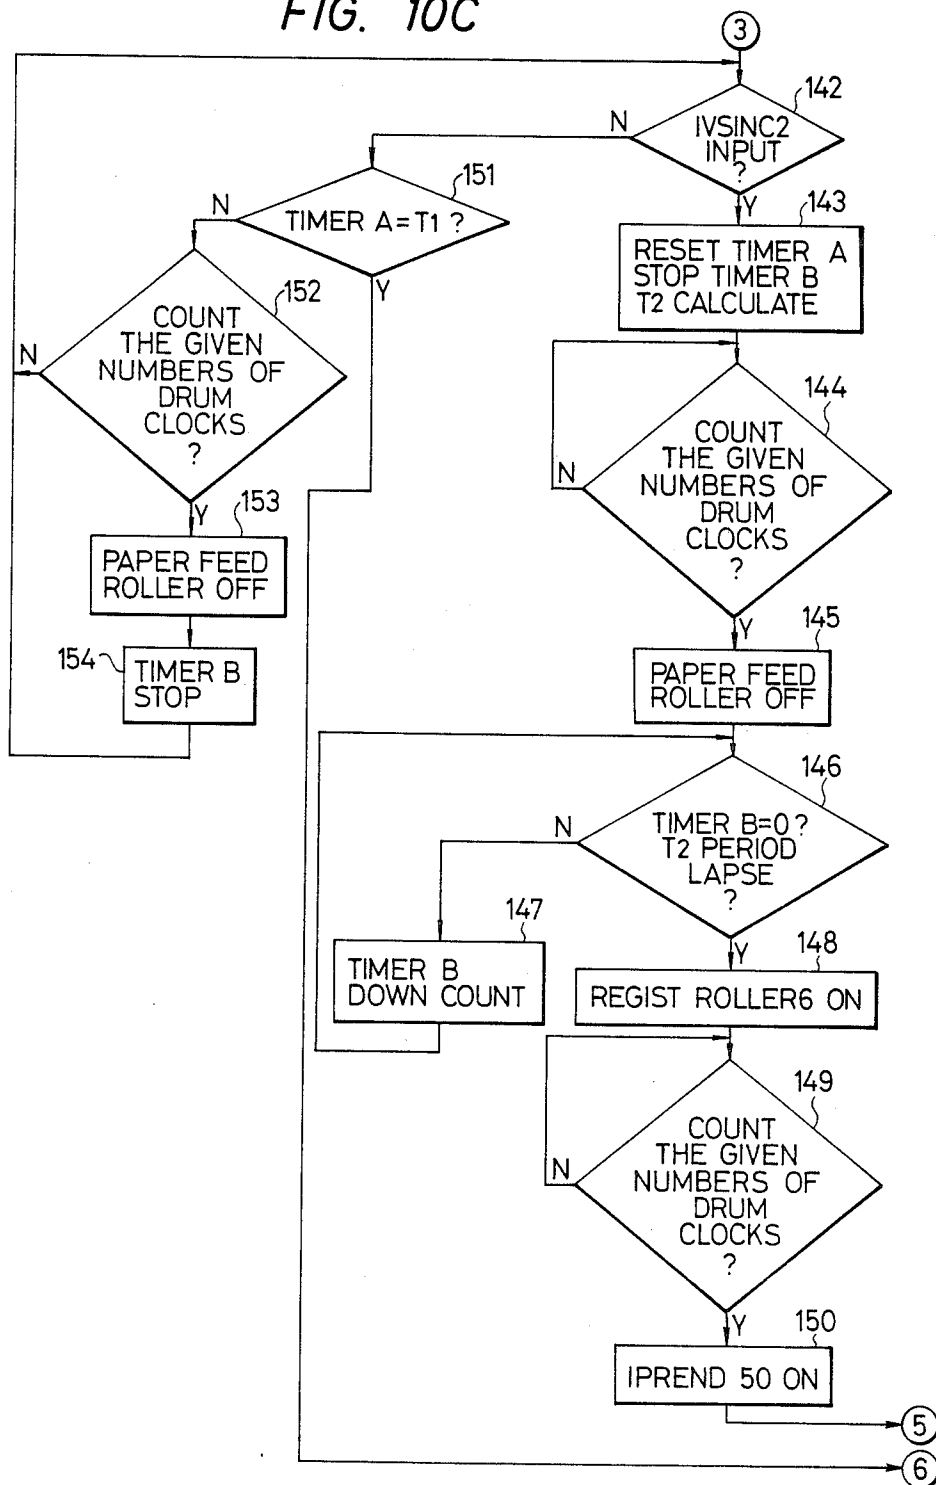 FIG. 10C
3
142
IVSINC2
INPUT
?
N
Y
151
TIMER A=T1 ?
N
Y
143
RESET TIMER A
STOP TIMER B
T2 CALCULATE
152
COUNT
THE GIVEN
NUMBERS OF
DRUM
CLOCKS
?
N
Y
144
COUNT
THE GIVEN
NUMBERS OF
DRUM
CLOCKS
?
N
Y
153
PAPER FEED
ROLLER OFF
154
TIMER B
STOP
145
PAPER FEED
ROLLER OFF
146
TIMER B=0?
T2 PERIOD
LAPSE
?
N
Y
147
TIMER B
DOWN COUNT
148
REGIST ROLLER6 ON
149
COUNT
THE GIVEN
NUMBERS OF
DRUM
CLOCKS
?
N
Y
150
IPREND 50 ON
5
6